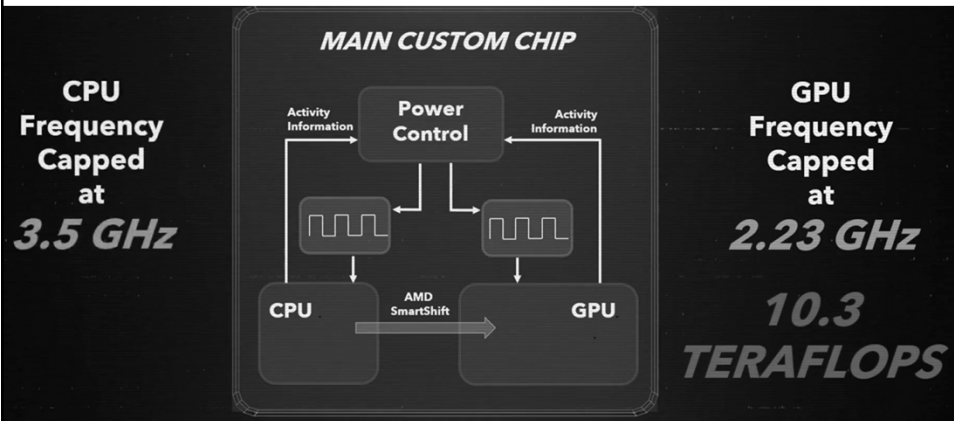 MAIN CUSTOM CHIP
CPU
Frequency
Capped
at
3.5 GHz
Activity
Information
Power
Control
Activity
Information
CPU
AMD
SmartShift
GPU
GPU
Frequency
Capped
at
2.23 GHz
10.3
TERAFLOPS